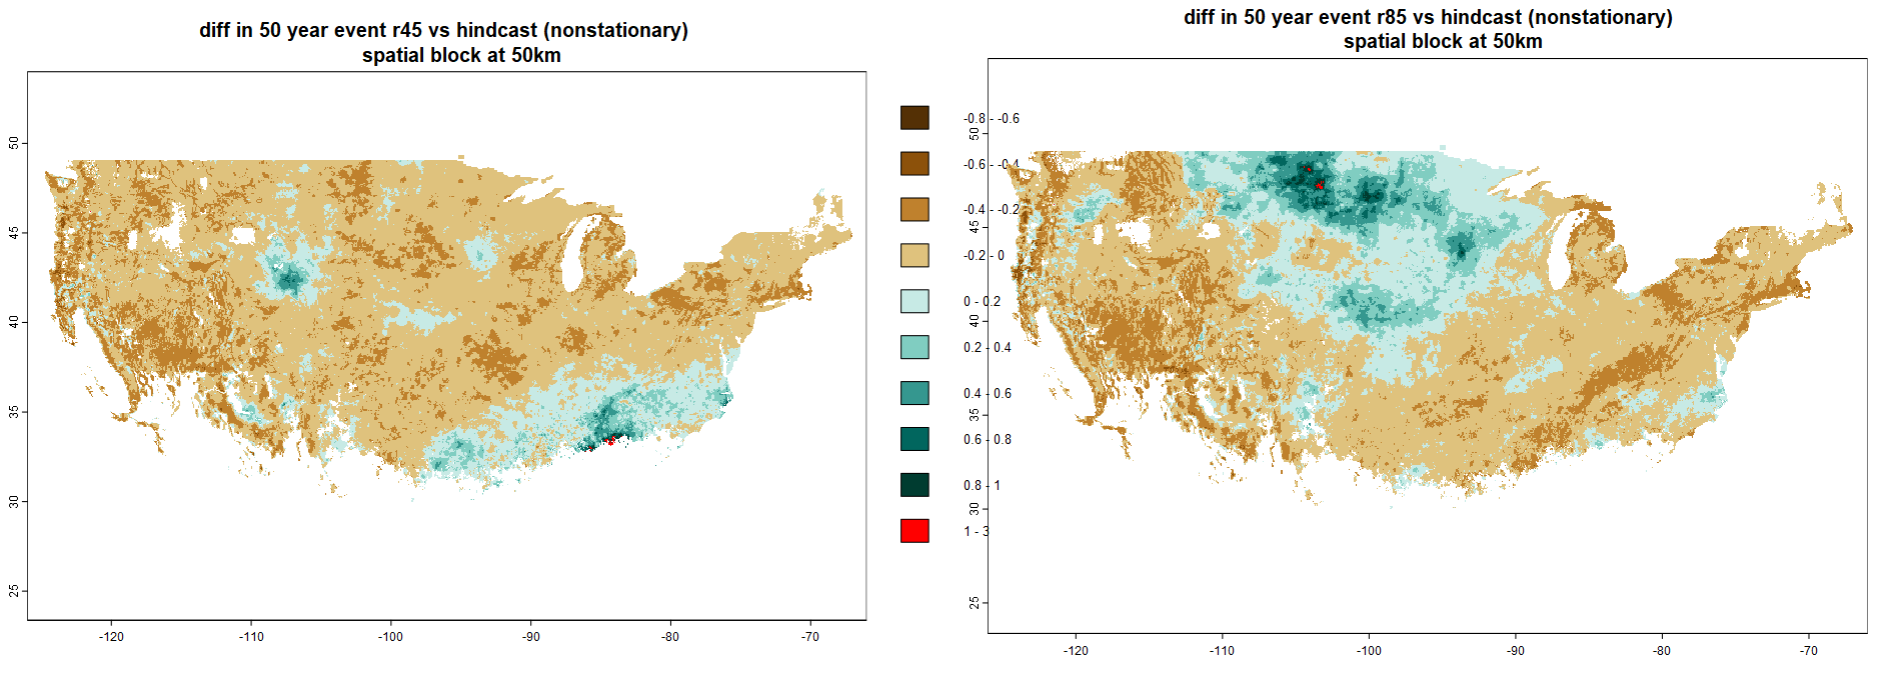 diff in 50 year event r45 vs hindcast (nonstationary)
spatial block at 50km
50
45
40
35
30
25
-120
-110
-100
-90
-80
-70
-0.8 - -0.6
-0.6 - -0.4
-0.4 - -0.2
-0.2 - 0
0 - 0.2
0.2 - 0.4
0.4 - 0.6
0.6 - 0.8
0.8 - 1
1 - 3
diff in 50 year event r85 vs hindcast (nonstationary)
spatial block at 50km
50
45
40
35
30
25
-120
-110
-100
-90
-80
-70